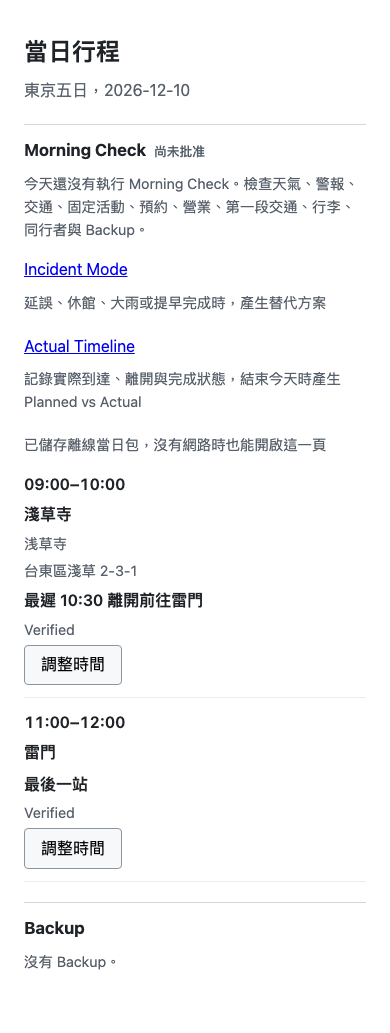 當日行程
東京五日，2026-12-10
Morning Check 尚未批准
今天還沒有執行 Morning Check。檢查天氣、警報、
交通、固定活動、預約、營業、第一段交通、行李、
同行者與 Backup。
Incident Mode
延誤、休館、大雨或提早完成時，產生替代方案
Actual Timeline
記錄實際到達、離開與完成狀態，結束今天時產生
Planned vs Actual
已儲存離線當日包，沒有網路時也能開啟這一頁
09:00–10:00
淺草寺
浅草寺
台東區淺草 2-3-1
最遲 10:30 離開前往雷門
Verified
調整時間
11:00–12:00
雷門
最後一站
Verified
調整時間
Backup
沒有 Backup。